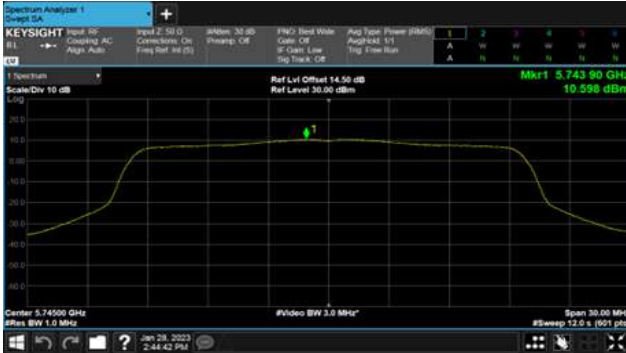 Spectrum Analyzer 1
Swept SA
+
KEYSIGHT Input: RF Input Z: 50 Ω #Atten: 30 dB PNO: Best Wide Avg Type: Power (RMS) 1 2 3 4 5 6
RL Coupling: AC Corrections: On Preamp: Off Gate: Off Avg|Hold: 1/1 A W W W W W
Align: Auto Freq Ref: Int (S) IF Gain: Low Trig: Free Run A N N N N N
Sig Track: Off
1 Spectrum Ref Lvl Offset 14.50 dB Mkr1 5.743 90 GHz
Scale/Div 10 dB Ref Level 30.00 dBm 10.598 dBm
Log
20.0
10.0
0.00
-10.0
-20.0
-30.0
-40.0
-50.0
-60.0
1
Center 5.74500 GHz #Video BW 3.0 MHz* Span 30.00 MHz
#Res BW 1.0 MHz #Sweep 12.0 s (601 pts
? Jan 28, 2023
2:44:42 PM